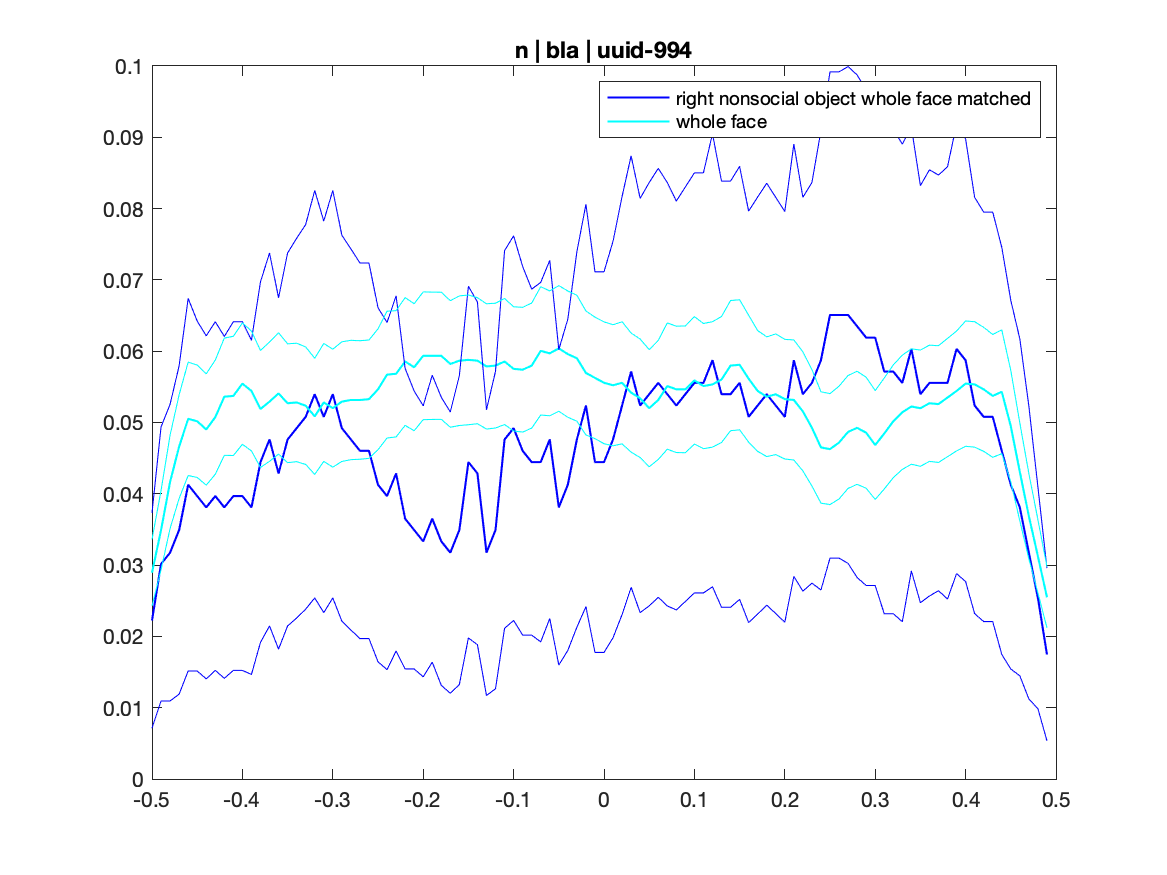 n | bla | uuid-994
right nonsocial object whole face matched
whole face
0.1
0.09
0.08
0.07
0.06
0.05
0.04
0.03
0.02
0.01
0
-0.5 -0.4 -0.3 -0.2 -0.1 0 0.1 0.2 0.3 0.4 0.5